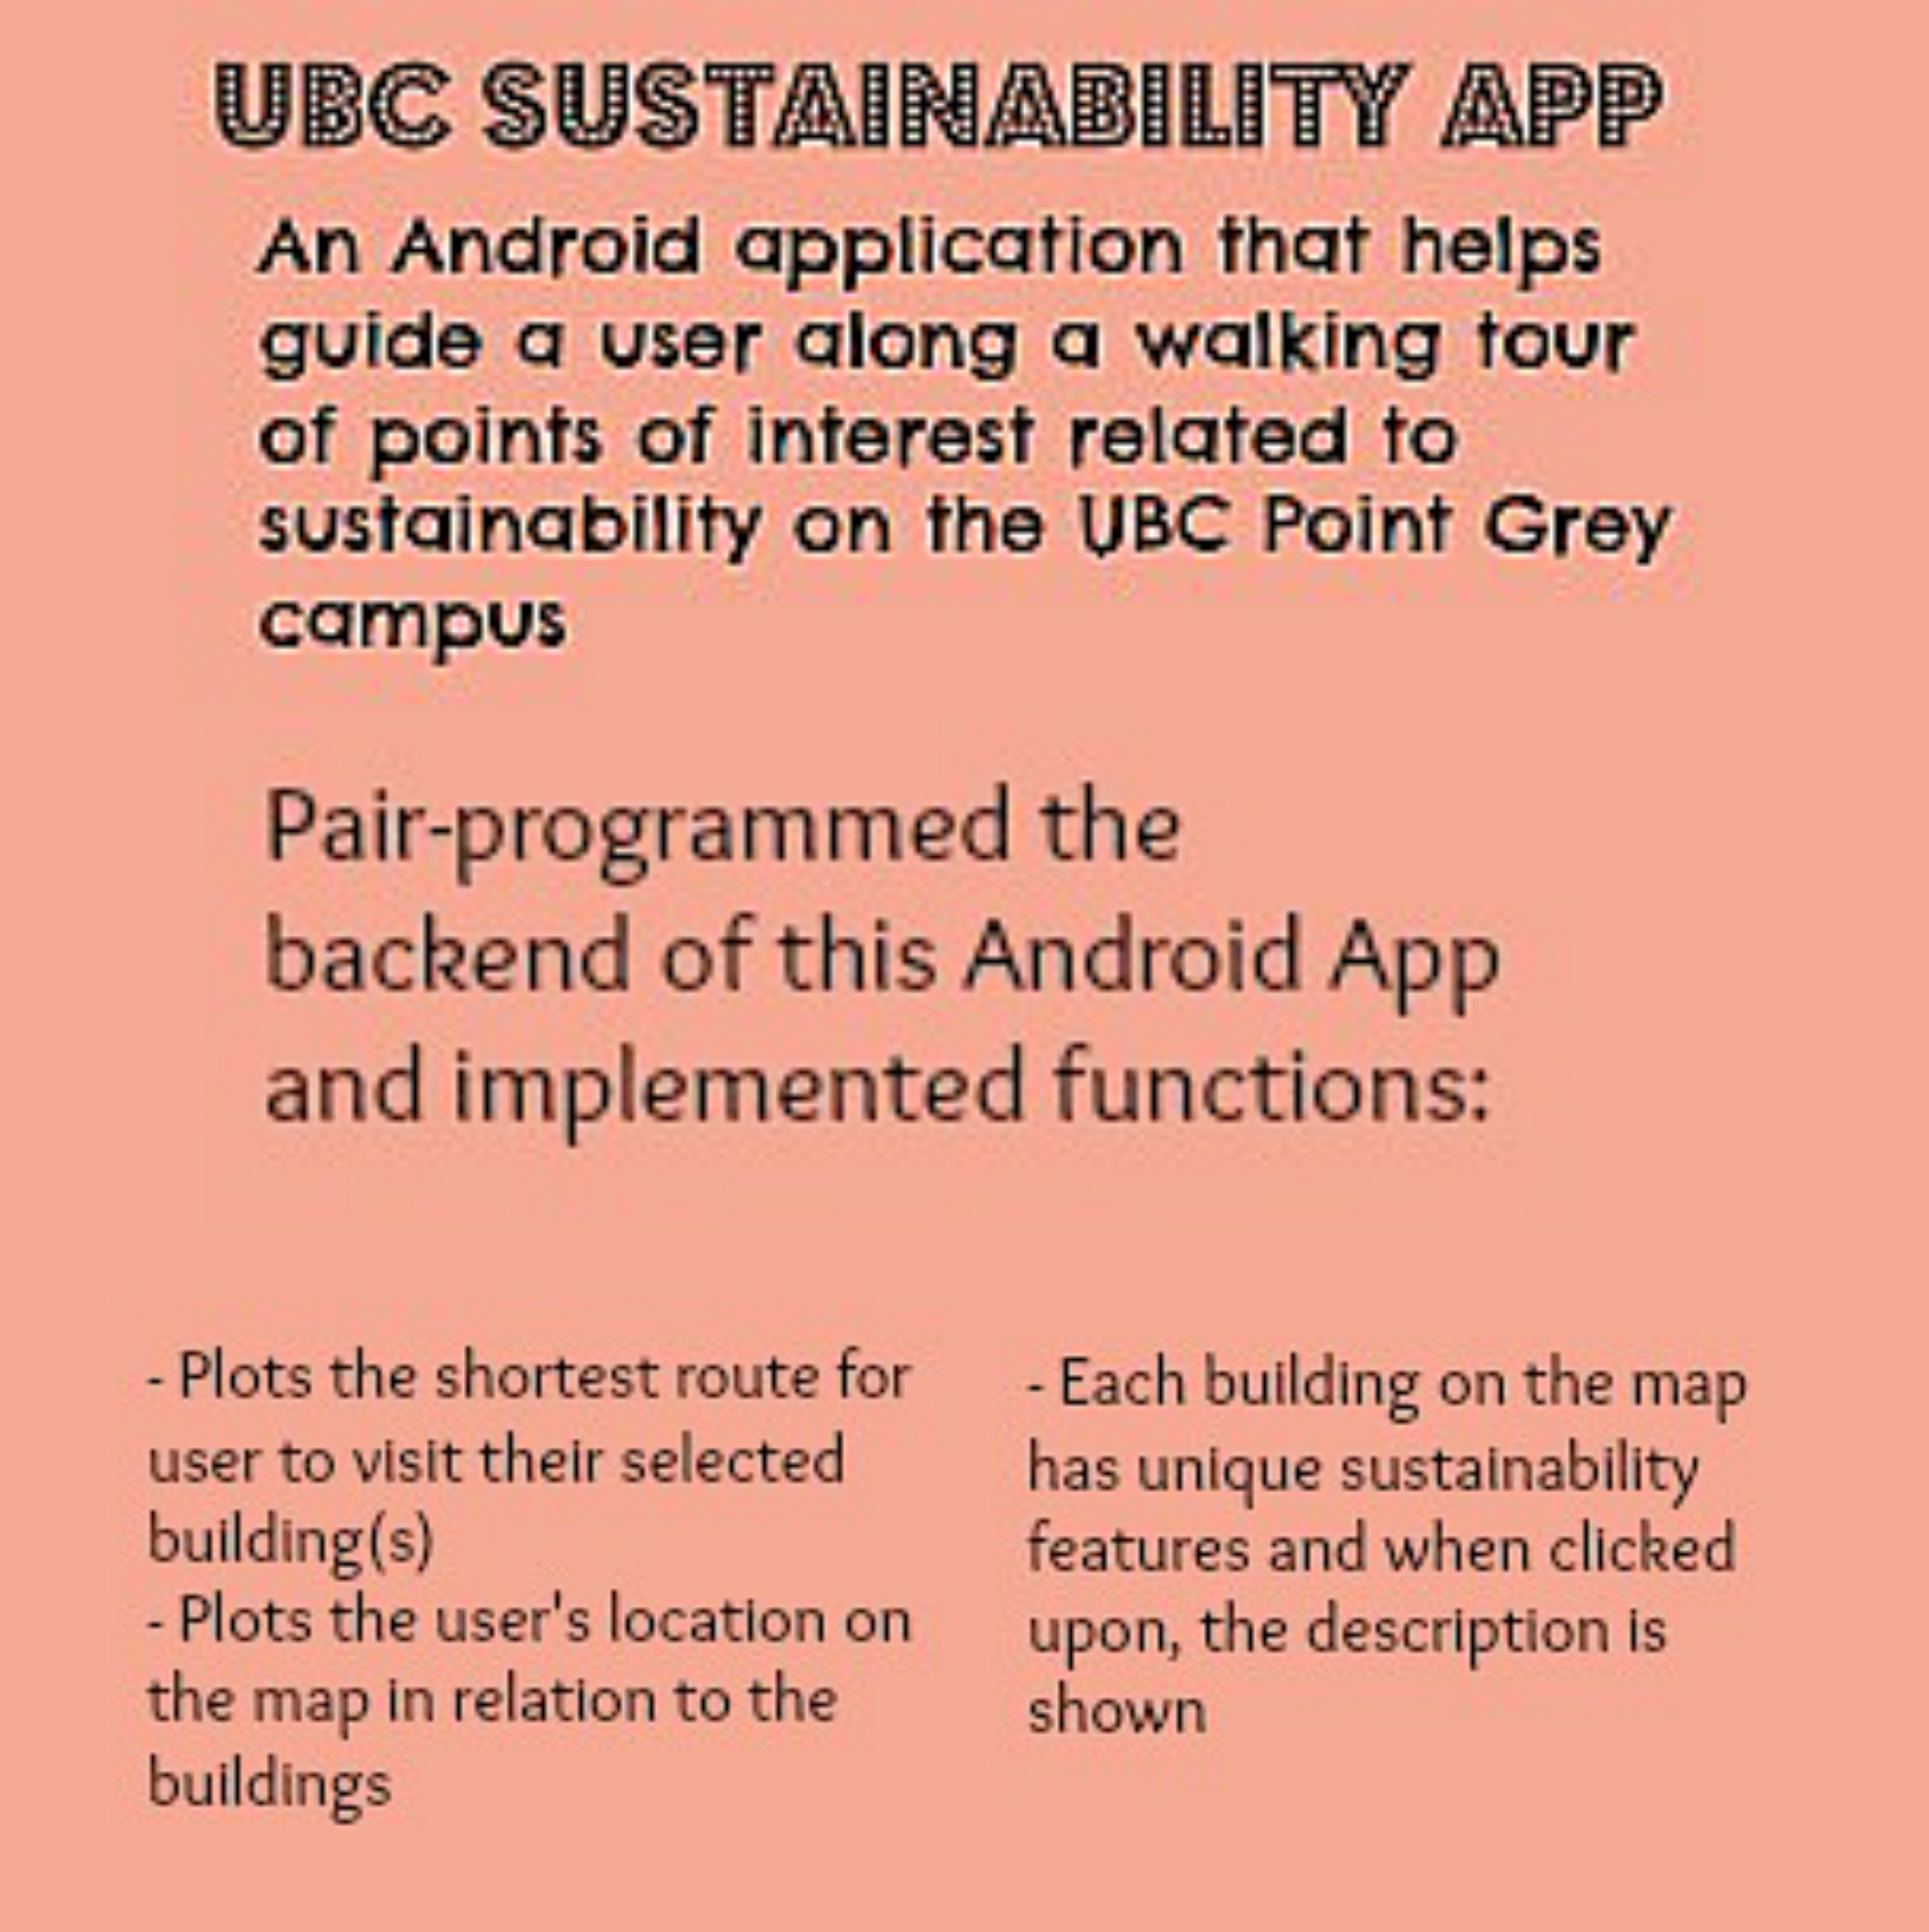 UBC SUSTAINABILITY APP
An Android application that helps
guide a user along a walking tour
of points of interest related to
sustainability on the UBC Point Grey
campus
Pair-programmed the
backend of this Android App
and implemented functions:
- Plots the shortest route for
user to visit their selected
building(s)
- Plots the user's location on
the map in relation to the
buildings
- Each building on the map
has unique sustainability
features and when clicked
upon, the description is
shown